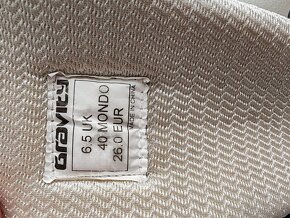 Gravity
6.5 UK
40 MONDO
26.0 EUR
MADE IN CHINA